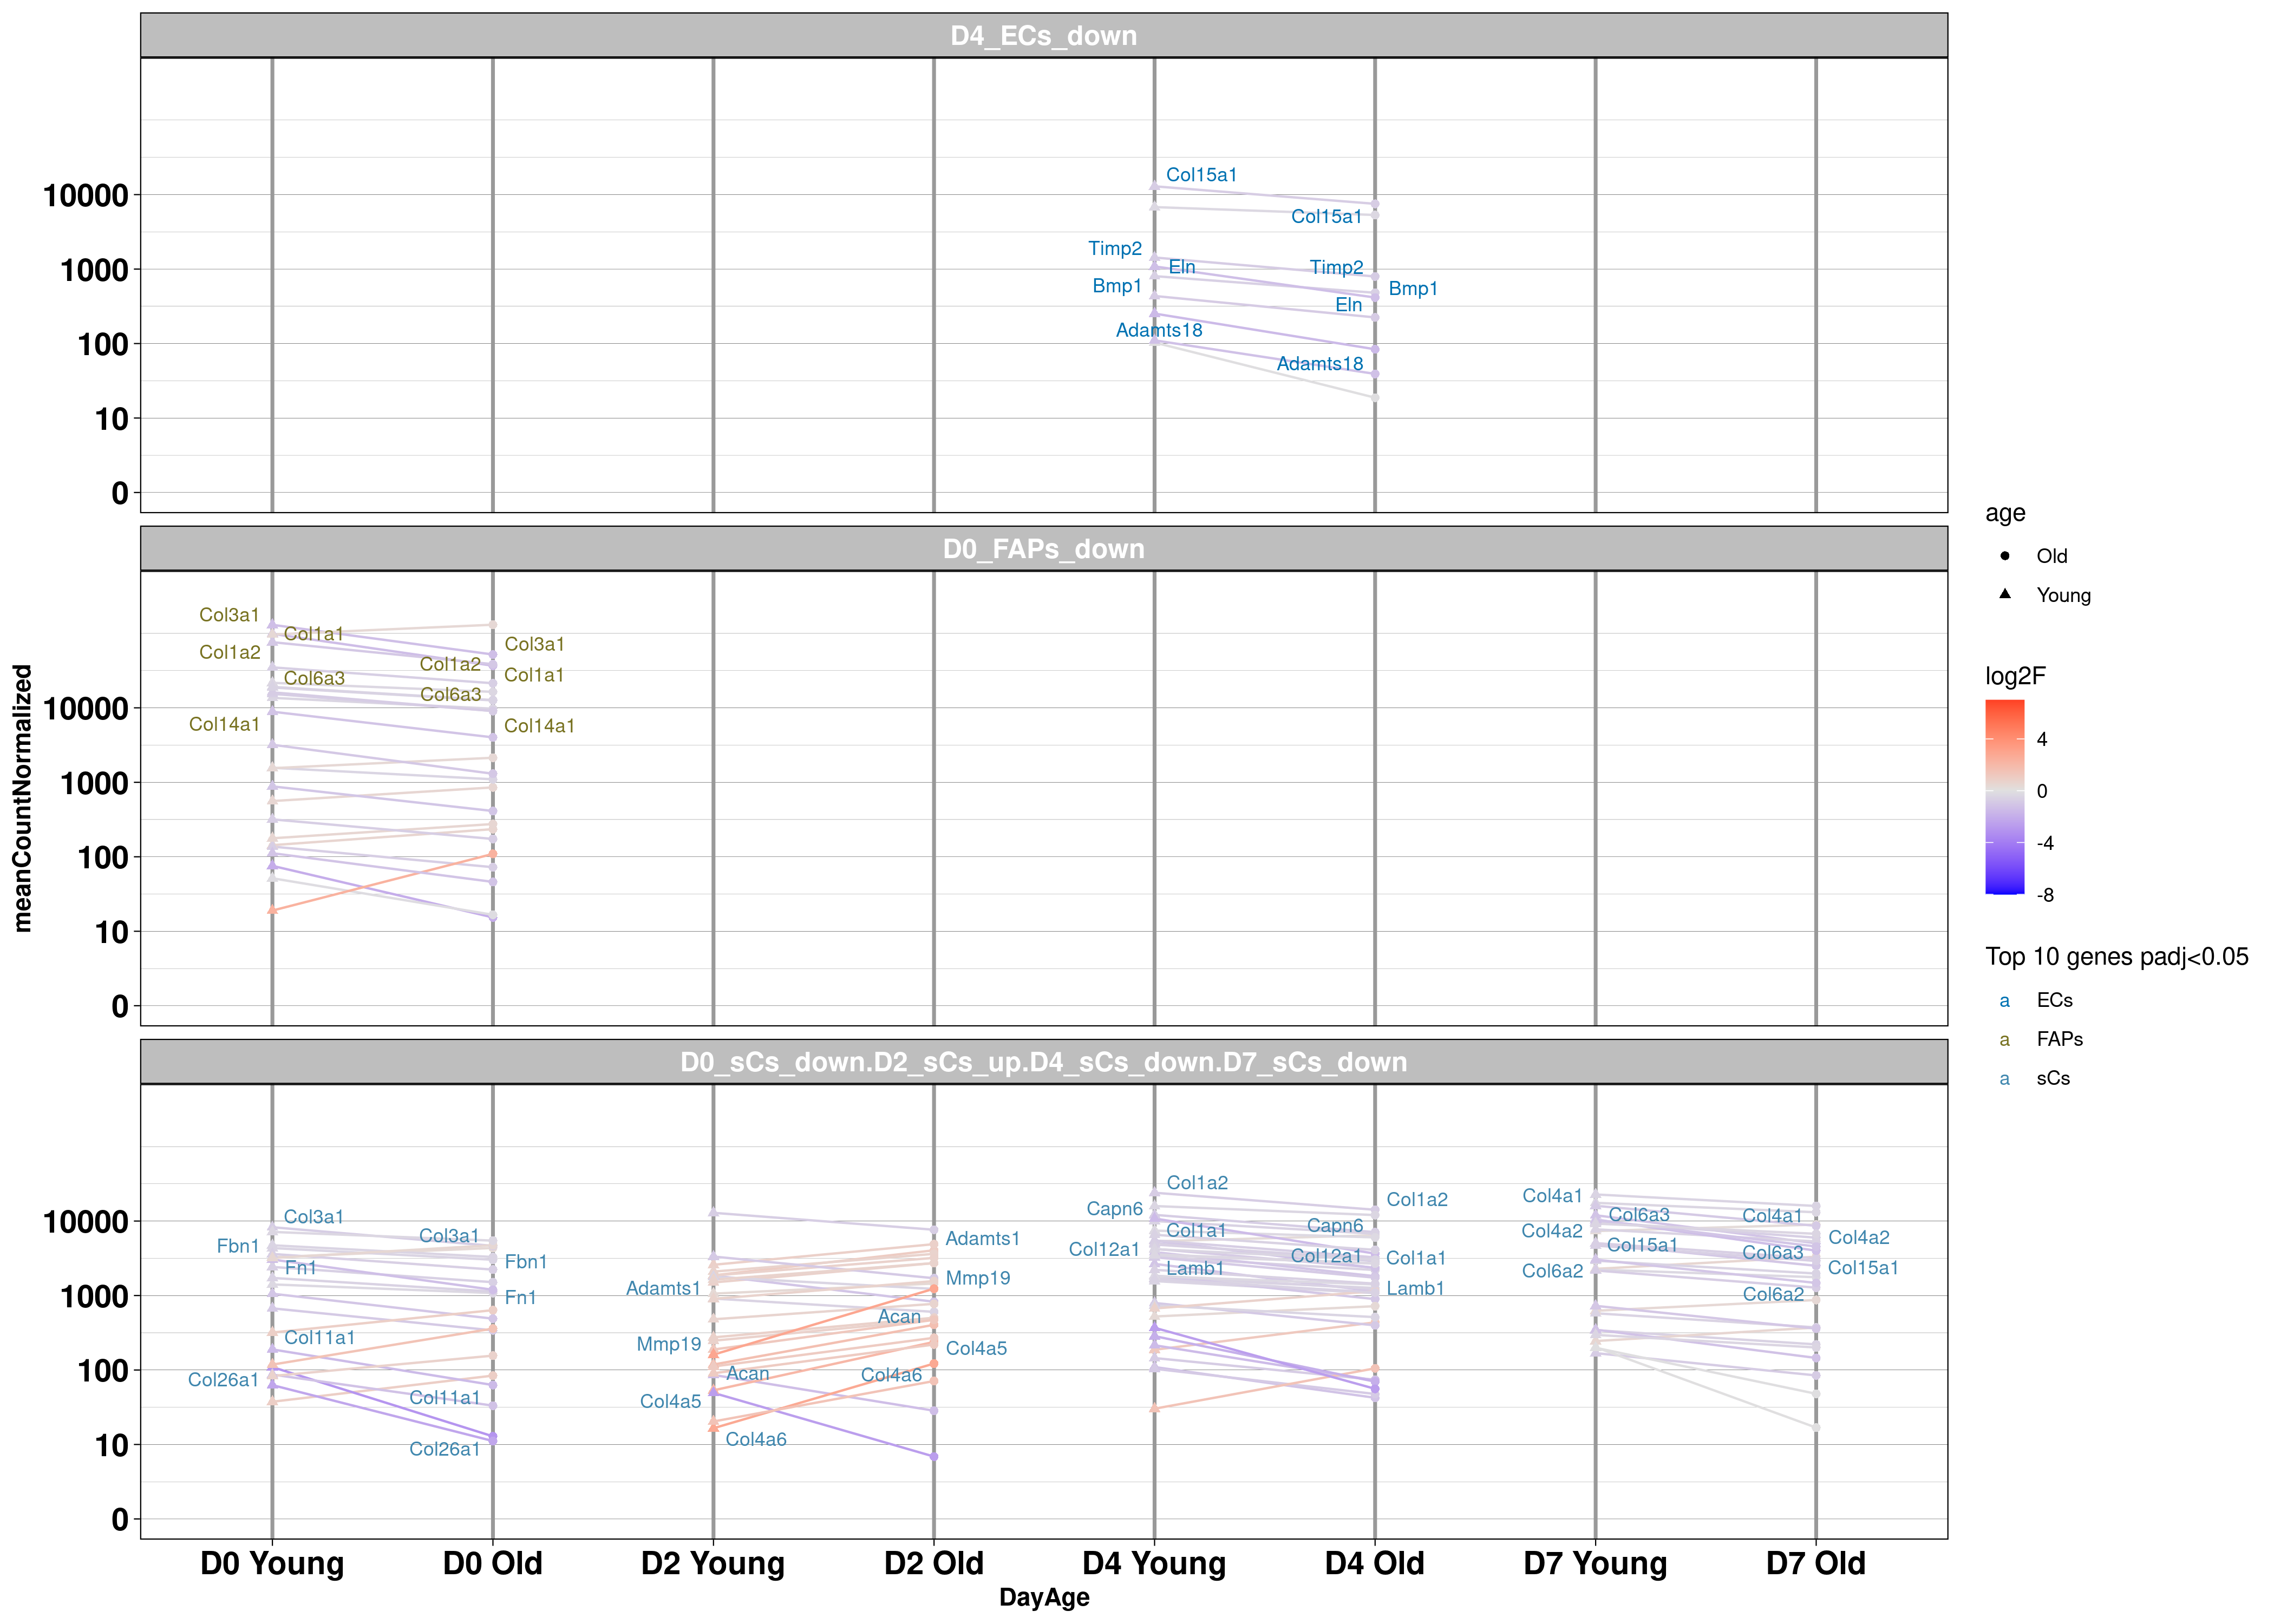 D4_ECs_down
10000
1000
100
10
0
Col15a1
Col15a1
Timp2
Eln
Timp2
Bmp1
Bmp1
Eln
Adamts18
Adamts18
D0_FAPs_down
meanCountNormalized
10000
1000
100
10
0
Col3a1
Col1a1
Col3a1
Col1a2
Col1a2
Col1a1
Col6a3
Col6a3
Col14a1
Col14a1
D0_sCs_down.D2_sCs_up.D4_sCs_down.D7_sCs_down
10000
1000
100
10
0
Col3a1
Col3a1
Fbn1
Fbn1
Fn1
Fn1
Col11a1
Col26a1
Col11a1
Col26a1
Adamts1
Adamts1
Mmp19
Acan
Mmp19
Col4a5
Acan
Col4a6
Col4a5
Col4a6
Col1a2
Col1a2
Capn6
Capn6
Col1a1
Col12a1
Col12a1
Col1a1
Lamb1
Lamb1
Col4a1
Col6a3
Col4a1
Col4a2
Col4a2
Col15a1
Col6a3
Col15a1
Col6a2
Col6a2
D0 Young
D0 Old
D2 Young
D2 Old
D4 Young
D4 Old
D7 Young
D7 Old
DayAge
age
Old
Young
log2F
4
0
-4
-8
Top 10 genes padj<0.05
a ECs
a FAPs
a sCs